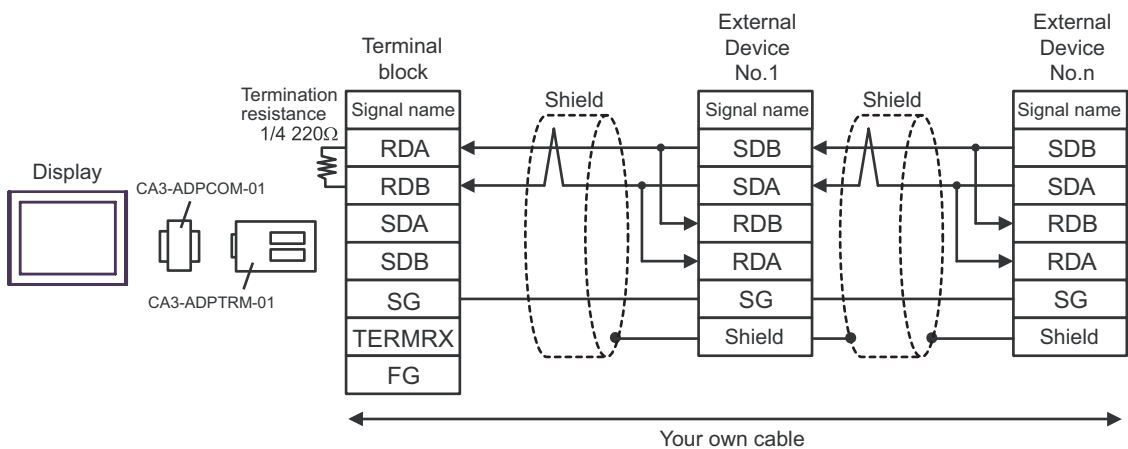 Display
CA3-ADPCOM-01
CA3-ADPTRM-01
Termination
resistance
1/4 220Ω
Terminal
block
Signal name
RDA
RDB
SDA
SDB
SG
TERMRX
FG
Shield
External
Device
No.1
Signal name
SDB
SDA
RDB
RDA
SG
Shield
Shield
External
Device
No.n
Signal name
SDB
SDA
RDB
RDA
SG
Shield
Your own cable